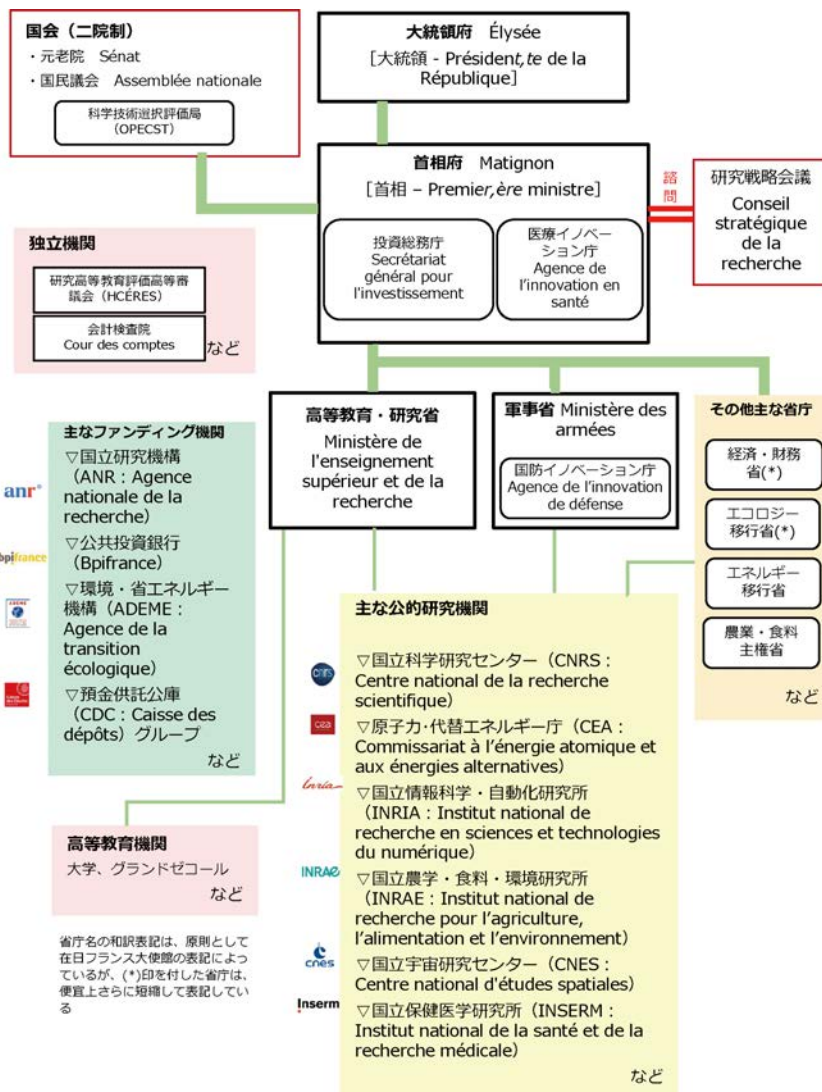 国会（二院制）
・元老院 Sénat
・国民議会 Assemblée nationale
科学技術選択評価局
（OPECST）
大統領府 Élysée
［大統領 - Président,te de la
République］
首相府 Matignon
［首相 – Premier,ère ministre］
投資総務庁
Secrétariat
général pour
l'investissement
医療イノベー
ション庁
Agence de
l’innovation en
santé
諮
問
研究戦略会議
Conseil
stratégique
de la
recherche
独立機関
研究高等教育評価高等審
議会（HCÉRES）
会計検査院
Cour des comptes
など
主なファンディング機関
▽国立研究機構
（ANR：Agence
nationale de la
recherche）
▽公共投資銀行
（Bpifrance）
▽環境・省エネルギー
機構（ADEME：
Agence de la
transition
écologique）
▽預金供託公庫
（CDC：Caisse des
dépôts）グループ
など
anr
bpifrance
ADEME
高等教育・研究省
Ministère de
l'enseignement
supérieur et de la
recherche
軍事省 Ministère des
armées
国防イノベーション庁
Agence de l’innovation
de défense
その他主な省庁
経済・財務
省(*)
エコロジー
移行省(*)
エネルギー
移行省
農業・食料
主権省
など
高等教育機関
大学、グランドゼコール
など
主な公的研究機関
▽国立科学研究センター（CNRS：
Centre national de la recherche
scientifique）
▽原子力･代替エネルギー庁（CEA：
Commissariat à l’énergie atomique et
aux énergies alternatives）
▽国立情報科学・自動化研究所
（INRIA：Institut national de
recherche en sciences et technologies
du numérique）
▽国立農学・食料・環境研究所
（INRAE：Institut national de
recherche pour l’agriculture,
l’alimentation et l’environnement）
▽国立宇宙研究センター（CNES：
Centre national d'études spatiales）
▽国立保健医学研究所（INSERM：
Institut national de la santé et de la
recherche médicale）
など
cnrs
cea
Inria
INRAE
cnes
Inserm
省庁名の和訳表記は、原則として
在日フランス大使館の表記によっ
ているが、(*)印を付した省庁は、
便宜上さらに短縮して表記してい
る